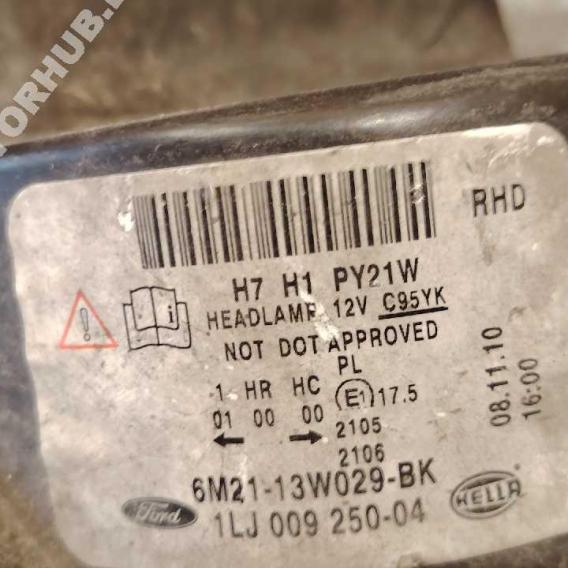 RHD
H7 H1 PY21W
HEADLAMP 12V C95YK
NOT DOT APPROVED
PL
1 HR HC E1 17.5
01 00 00
2105
2106
6M21-13W029-BK
Ford 1LJ 009 250-04 HELLA
08.11.10
16:00